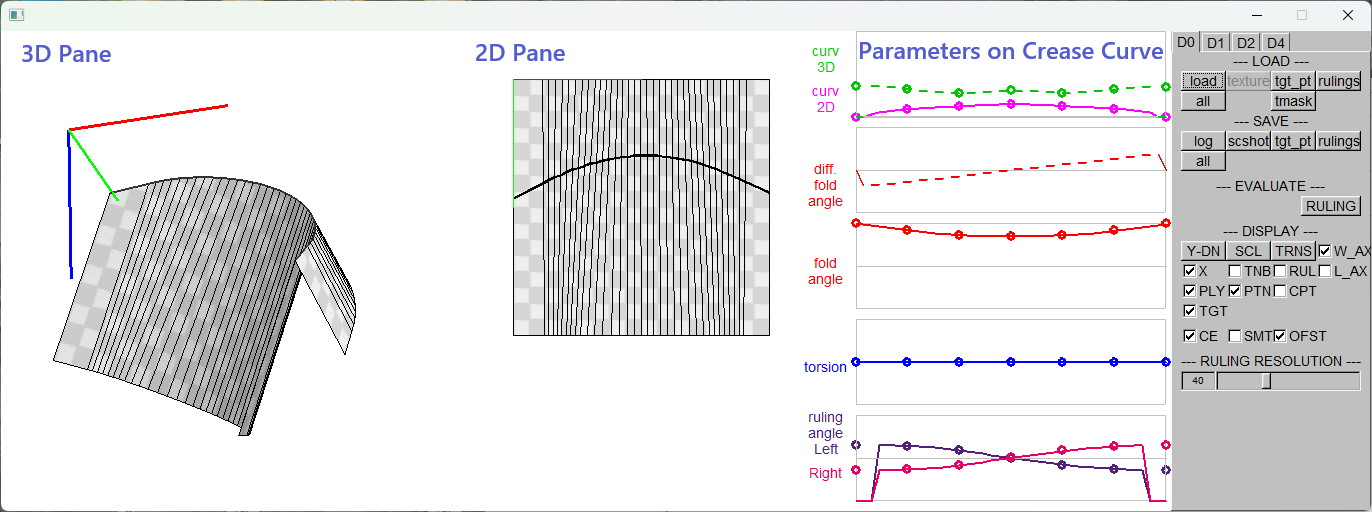 3D Pane
2D Pane
Parameters on Crease Curve
curv
3D
curv
2D
diff.
fold
angle
fold
angle
torsion
ruling
angle
Left
Right
D0 D1 D2 D4
--- LOAD ---
load texture tgt_pt rulings
all tmask
--- SAVE ---
log scshot tgt_pt rulings
all
--- EVALUATE ---
RULING
--- DISPLAY ---
Y-DN SCL TRNS W_AX
X TNB RUL L_AX
PLY PTN CPT
TGT
CE SMT OFST
--- RULING RESOLUTION ---
40